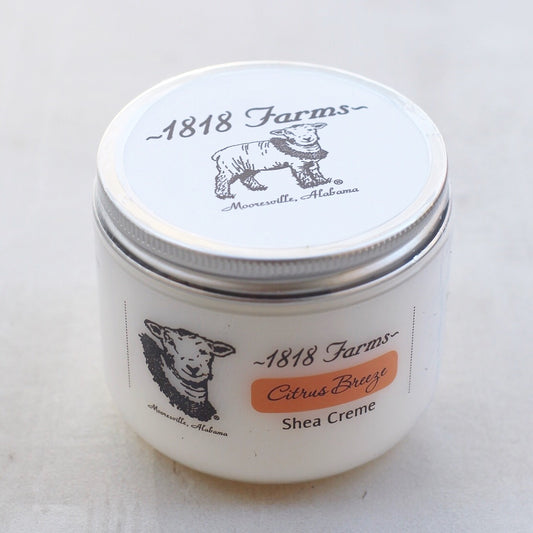 ~1818 Farms~
®
Mooresville, Alabama
~1818 Farms~
Citrus Breeze
Shea Creme
®
Mooresville, Alabama